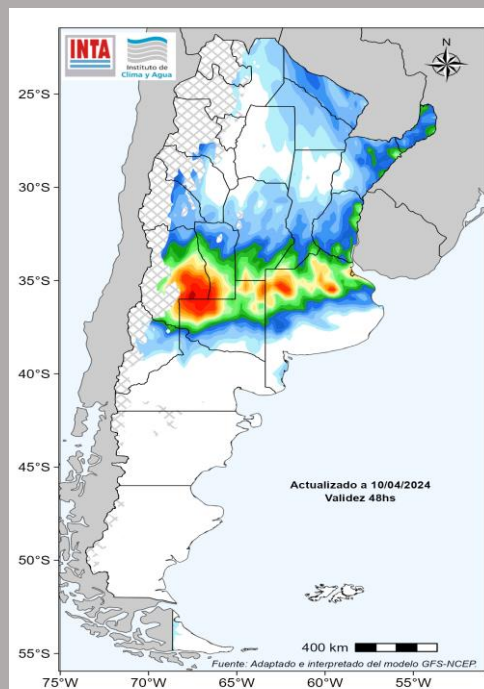 INTA
Instituto de
Clima y Agua
N
25°S
30°S
35°S
40°S
45°S
50°S
55°S
Actualizado a 10/04/2024
Validez 48hs
400 km
Fuente: Adaptado e interpretado del modelo GFS-NCEP.
75°W
70°W
65°W
60°W
55°W